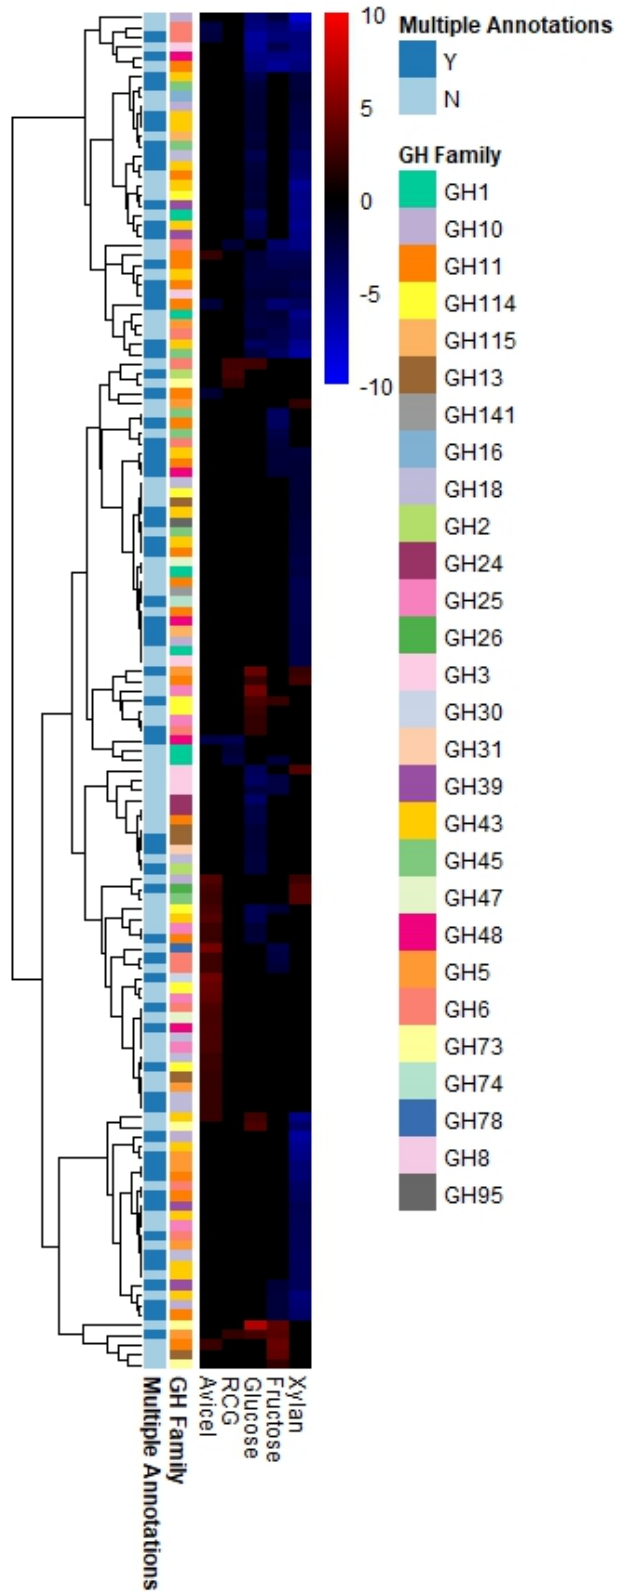 10
5
0
-5
-10
Multiple Annotations
Y
N
GH Family
GH1
GH10
GH11
GH114
GH115
GH13
GH141
GH16
GH18
GH2
GH24
GH25
GH26
GH3
GH30
GH31
GH39
GH43
GH45
GH47
GH48
GH5
GH6
GH73
GH74
GH78
GH8
GH95
Multiple Annotations
GH Family
Avicel
RCG
Glucose
Fructose
Xylan